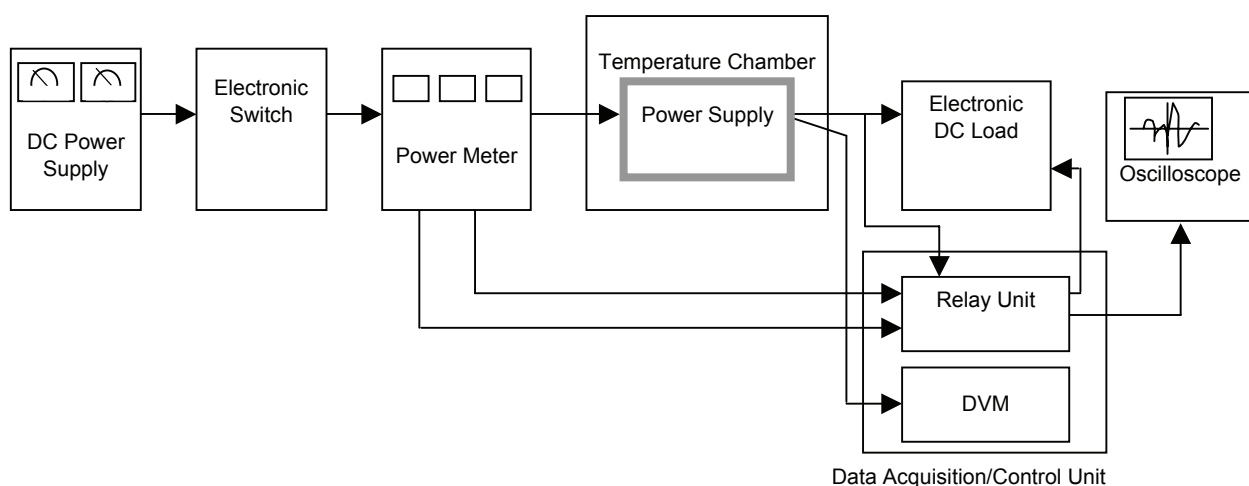 DC Power
Supply
Electronic
Switch
Power Meter
Temperature Chamber
Power Supply
Electronic
DC Load
Oscilloscope
Relay Unit
DVM
Data Acquisition/Control Unit